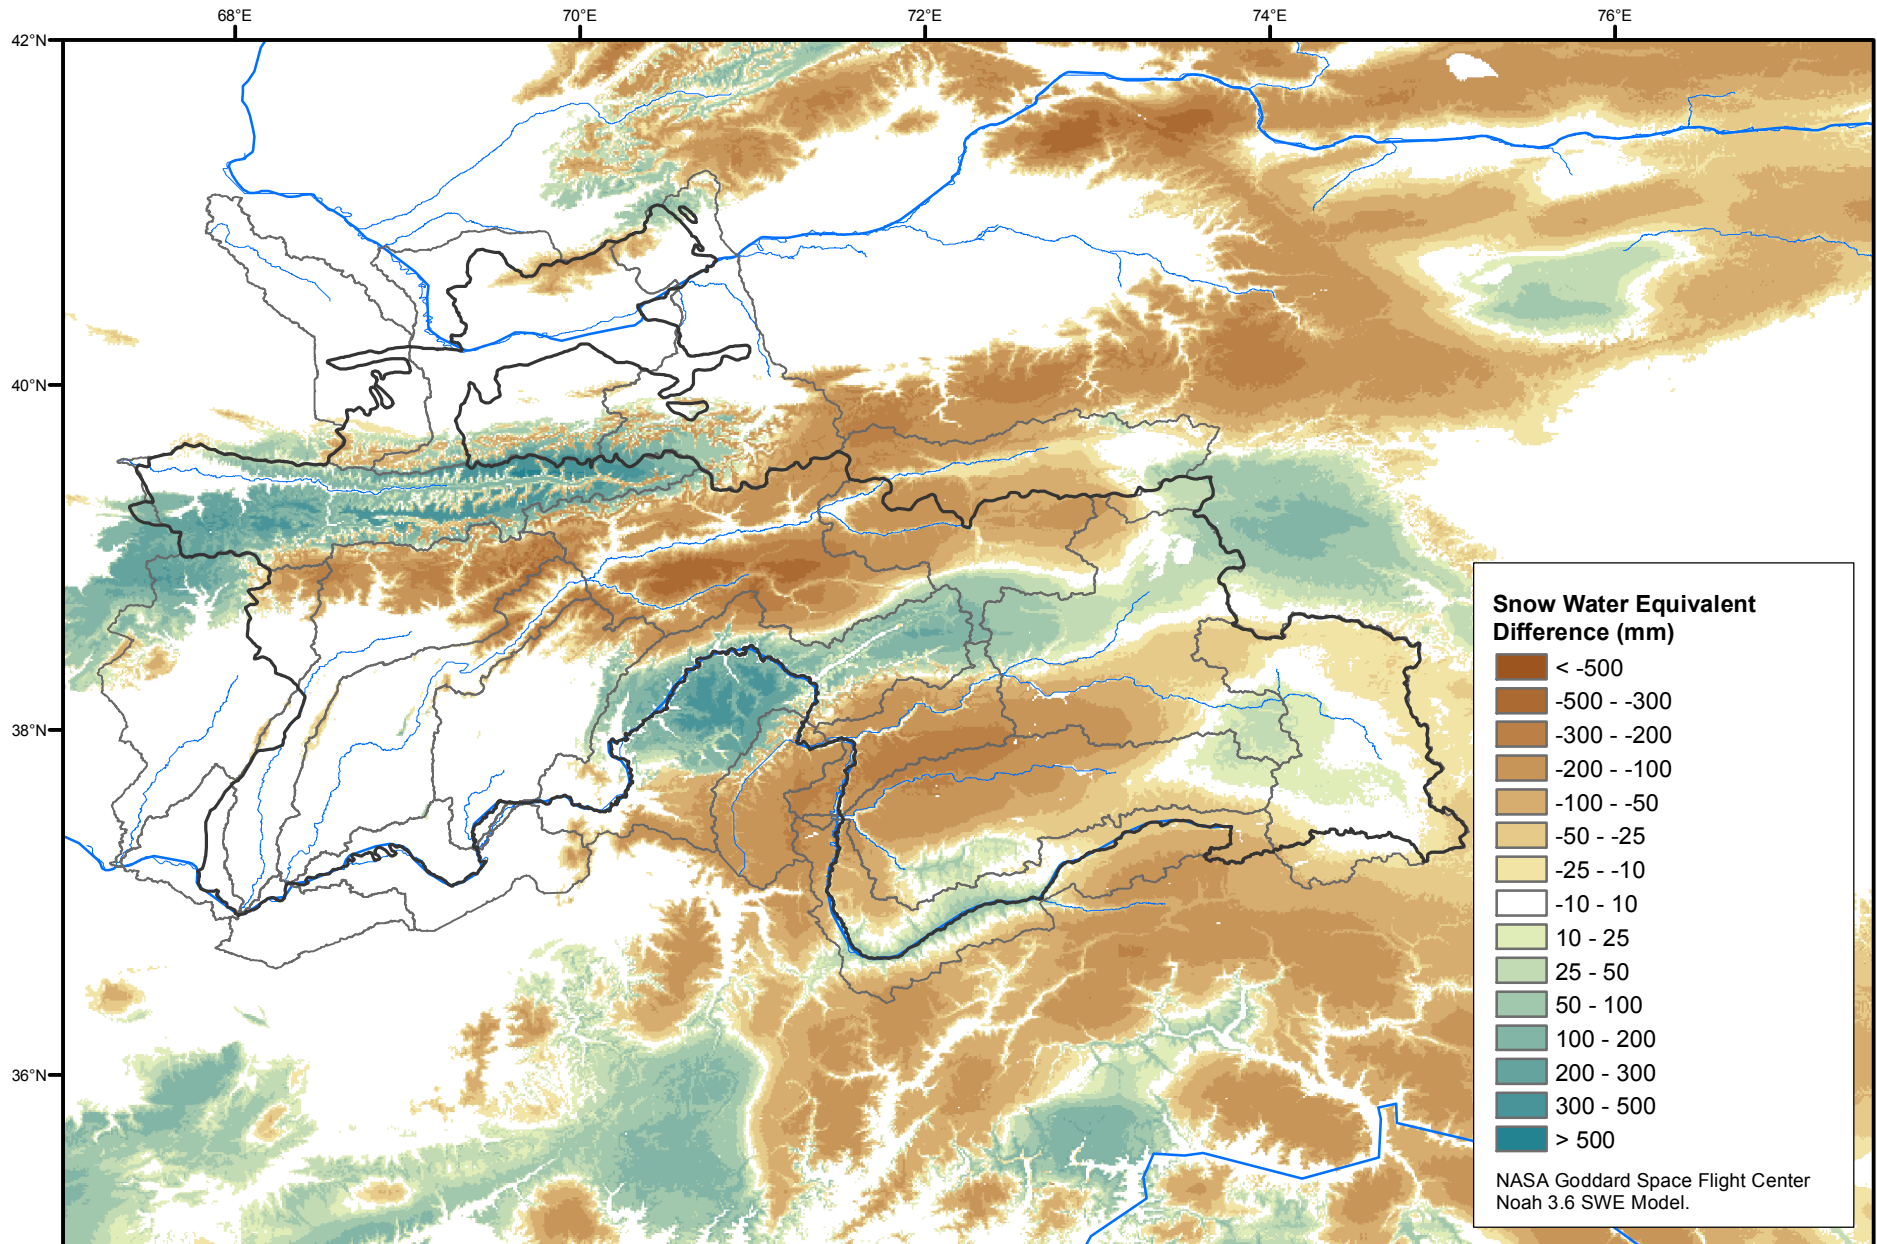 68°E 70°E 72°E 74°E 76°E
42°N
40°N
38°N
36°N
Snow Water Equivalent
Difference (mm)
< -500
-500 - -300
-300 - -200
-200 - -100
-100 - -50
-50 - -25
-25 - -10
-10 - 10
10 - 25
25 - 50
50 - 100
100 - 200
200 - 300
300 - 500
> 500
NASA Goddard Space Flight Center
Noah 3.6 SWE Model.